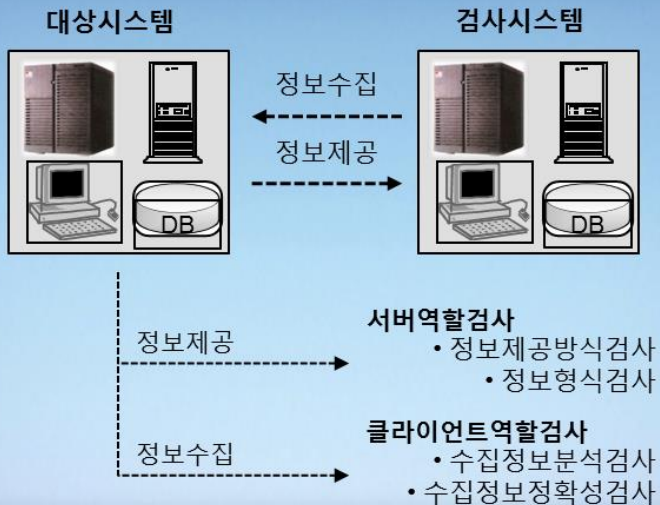 대상시스템
검사시스템
정보수집
정보제공
DB
DB
정보제공
서버역할검사
• 정보제공방식검사
• 정보형식검사
정보수집
클라이언트역할검사
• 수집정보분석검사
• 수집정보정확성검사